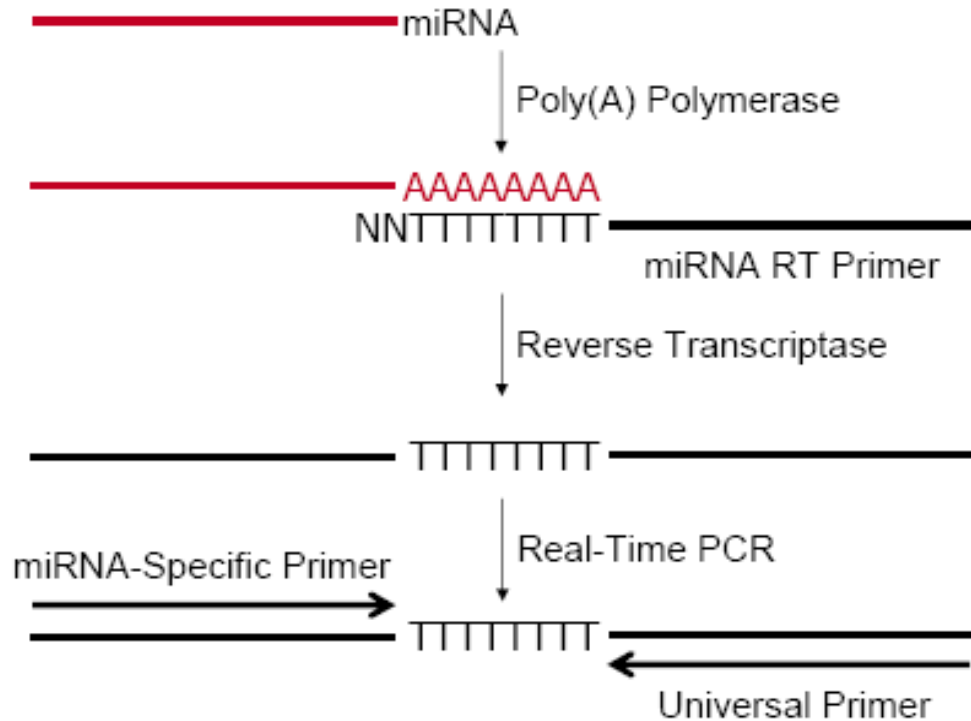 miRNA
Poly(A) Polymerase
AAAAAAAA
NNTTTTTTTT
miRNA RT Primer
Reverse Transcriptase
TTTTTTTT
Real-Time PCR
miRNA-Specific Primer
TTTTTTTT
Universal Primer